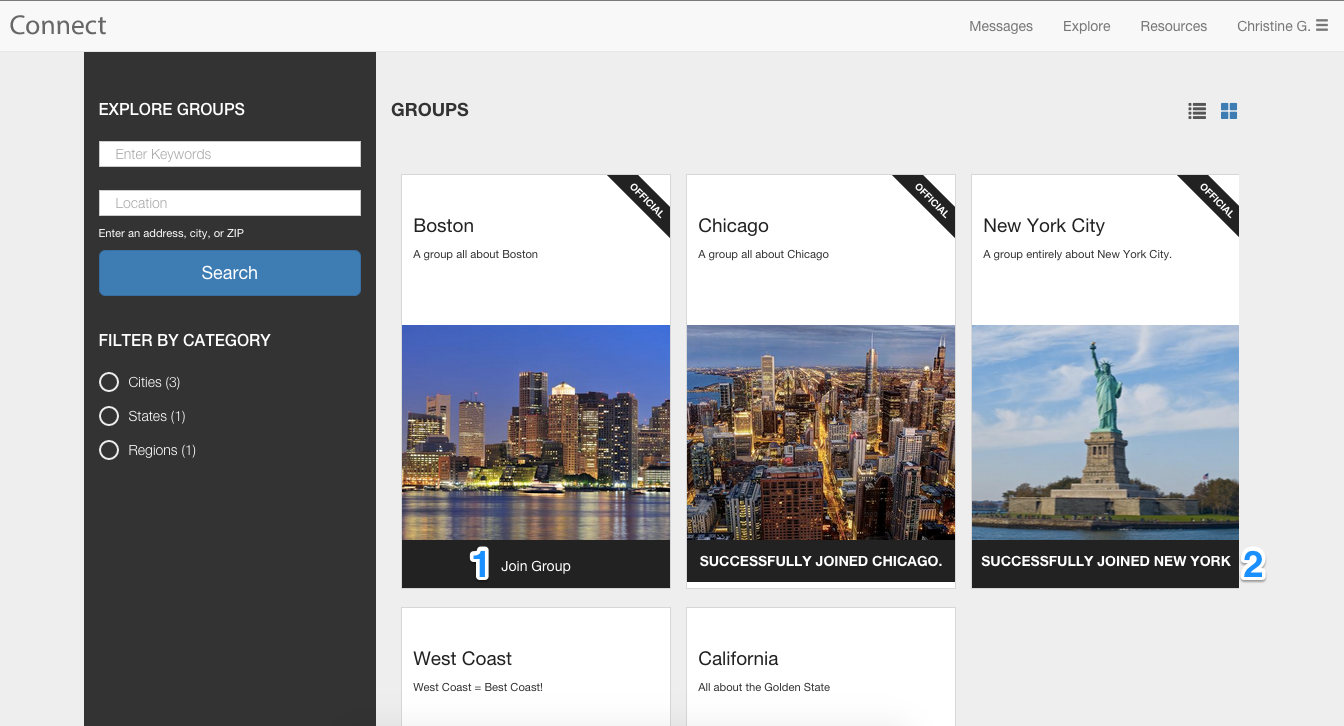 Connect
Messages
Explore
Resources
Christine G.
EXPLORE GROUPS
Enter Keywords
Location
Enter an address, city, or ZIP
Search
FILTER BY CATEGORY
Cities (3)
States (1)
Regions (1)
GROUPS
OFFICIAL
Boston
A group all about Boston
1
Join Group
OFFICIAL
Chicago
A group all about Chicago
SUCCESSFULLY JOINED CHICAGO.
OFFICIAL
New York City
A group entirely about New York City.
SUCCESSFULLY JOINED NEW YORK
2
West Coast
West Coast = Best Coast!
California
All about the Golden State